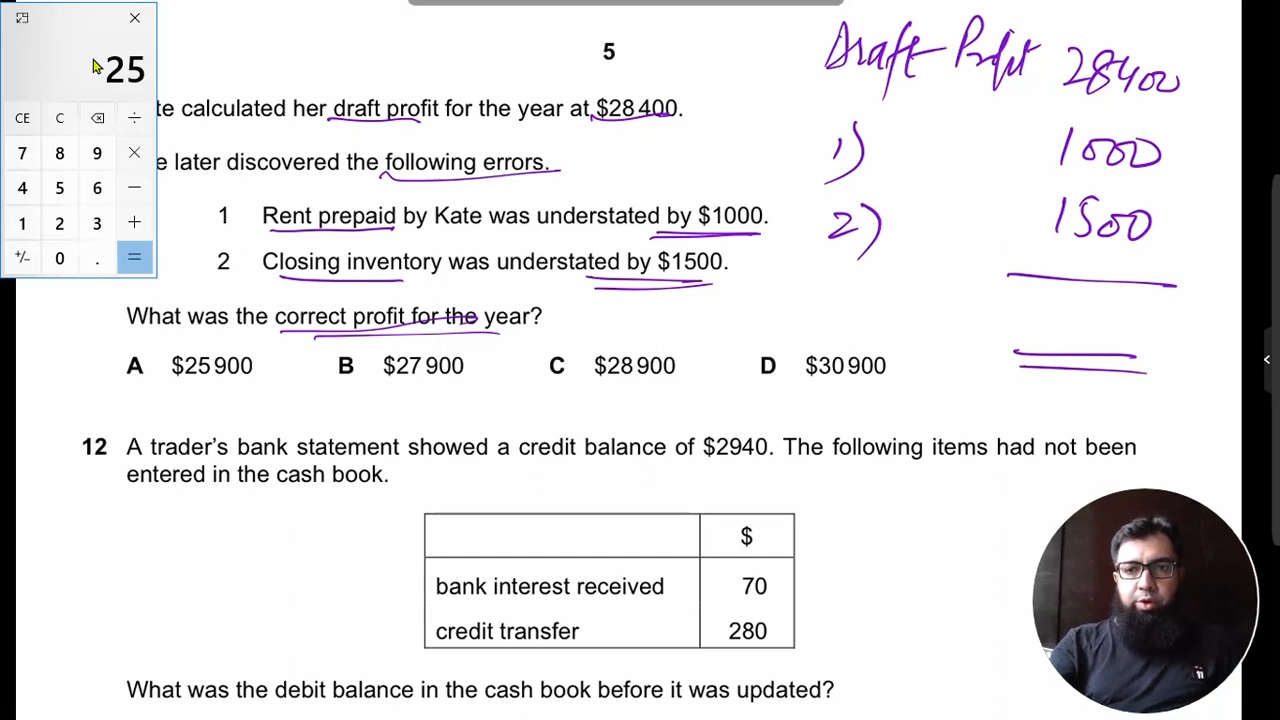 25
CE C ÷
7 8 9 ×
4 5 6 −
1 2 3 +
+/− 0 . =
5
Draft Profit 28400
te calculated her draft profit for the year at $28 400.
1) 1000
e later discovered the following errors.
1 Rent prepaid by Kate was understated by $1000.
2) 1500
2 Closing inventory was understated by $1500.
What was the correct profit for the year?
A $25 900 B $27 900 C $28 900 D $30 900
12 A trader's bank statement showed a credit balance of $2940. The following items had not been
entered in the cash book.
$
bank interest received 70
credit transfer 280
What was the debit balance in the cash book before it was updated?